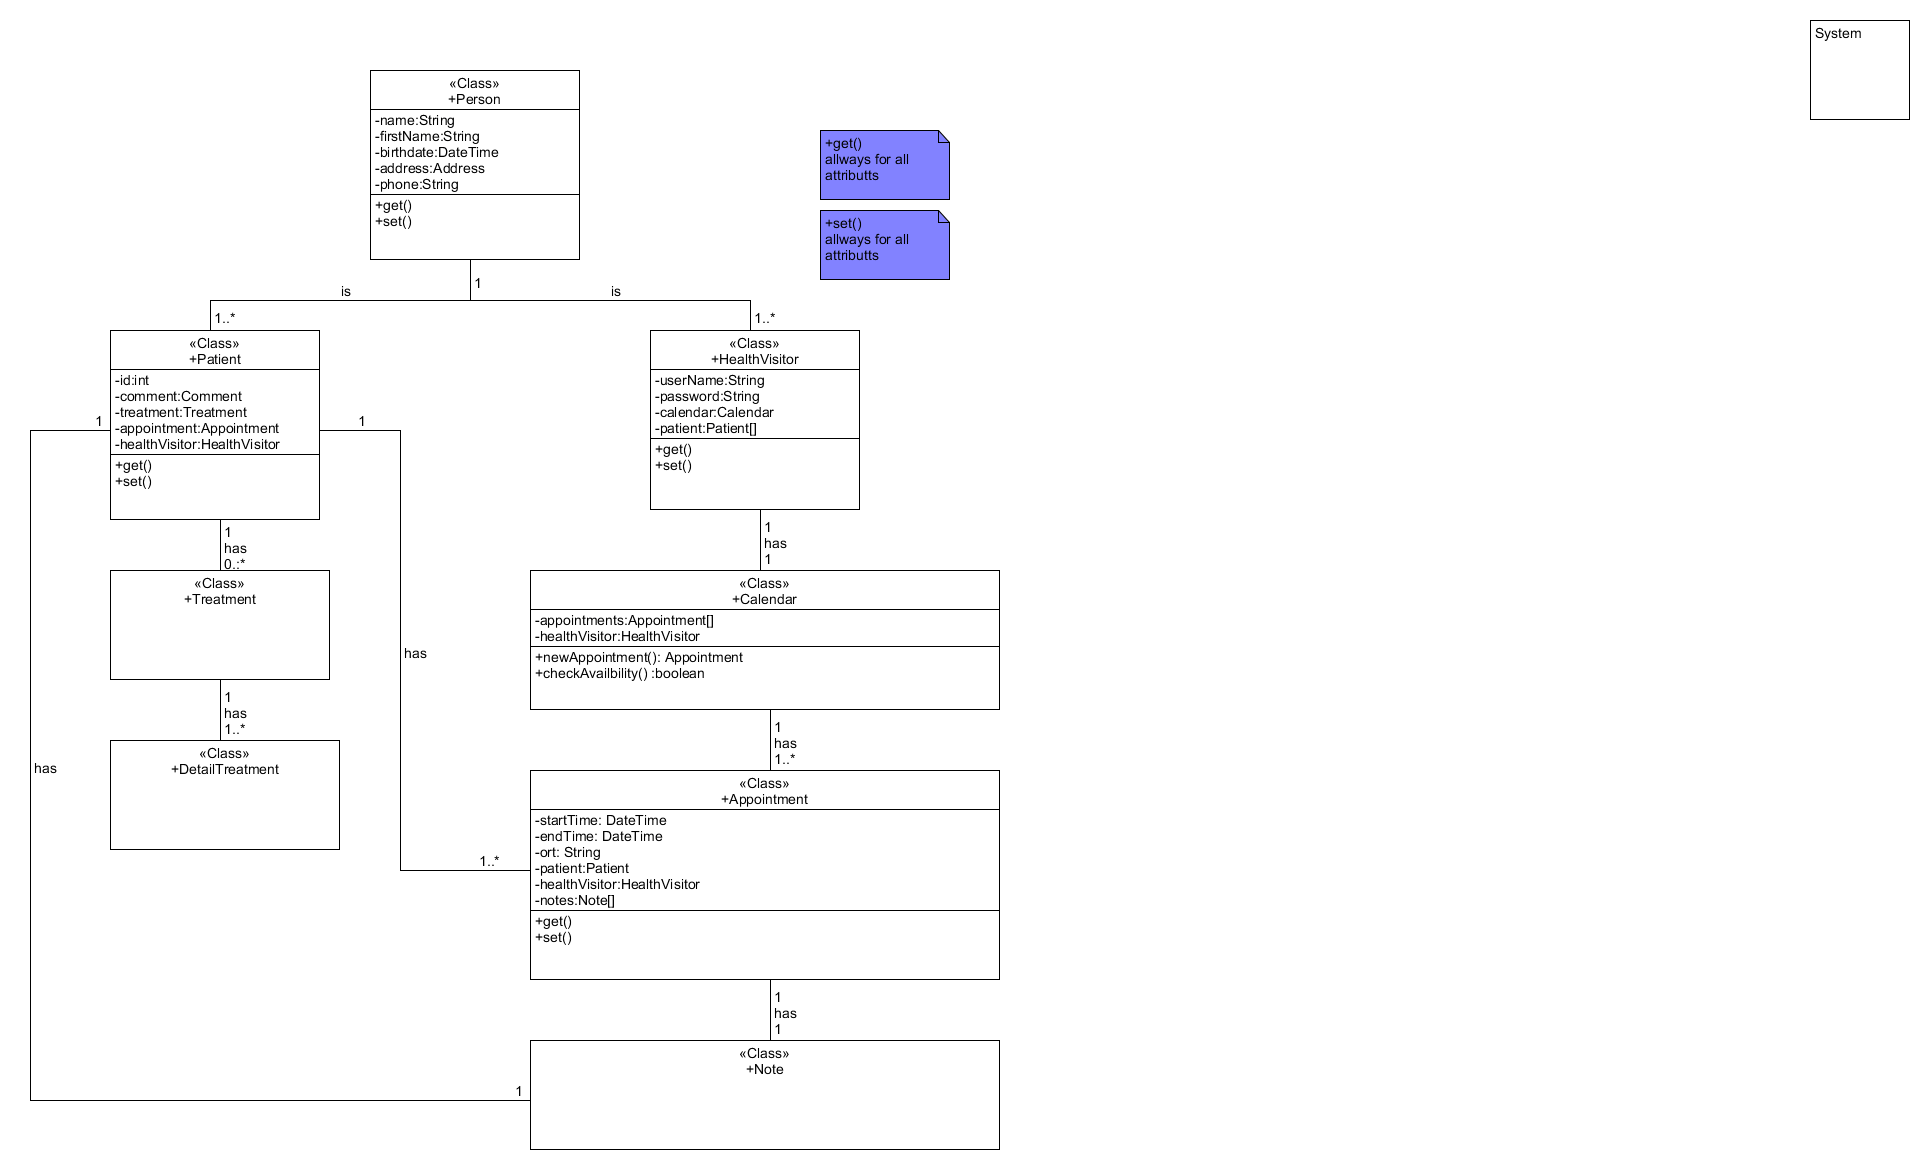 System
«Class»
+Person
-name:String
-firstName:String
-birthdate:DateTime
-address:Address
-phone:String
+get()
+set()
+get()
allways for all
attributts
+set()
allways for all
attributts
1
is
is
1..*
1..*
«Class»
+Patient
-id:int
-comment:Comment
-treatment:Treatment
-appointment:Appointment
-healthVisitor:HealthVisitor
+get()
+set()
«Class»
+HealthVisitor
-userName:String
-password:String
-calendar:Calendar
-patient:Patient[]
+get()
+set()
1
1
1
has
0..*
1
has
1
«Class»
+Treatment
«Class»
+Calendar
-appointments:Appointment[]
-healthVisitor:HealthVisitor
+newAppointment(): Appointment
+checkAvailbility() :boolean
has
1
has
1..*
1
has
1..*
has
«Class»
+DetailTreatment
«Class»
+Appointment
-startTime: DateTime
-endTime: DateTime
-ort: String
-patient:Patient
-healthVisitor:HealthVisitor
-notes:Note[]
+get()
+set()
1..*
1
has
1
«Class»
+Note
1